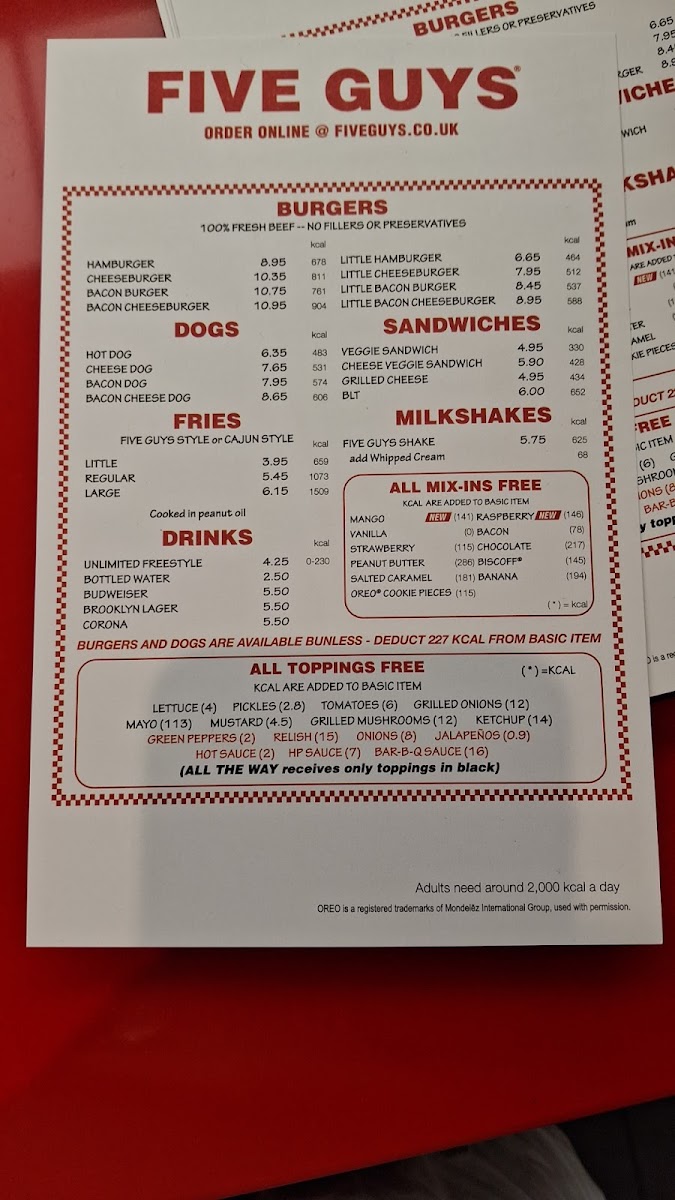 FIVE GUYS®
ORDER ONLINE @ FIVEGUYS.CO.UK
BURGERS
100% FRESH BEEF -- NO FILLERS OR PRESERVATIVES
kcal
HAMBURGER 8.95 678
CHEESEBURGER 10.35 811
BACON BURGER 10.75 761
BACON CHEESEBURGER 10.95 904
kcal
LITTLE HAMBURGER 6.65 464
LITTLE CHEESEBURGER 7.95 512
LITTLE BACON BURGER 8.45 537
LITTLE BACON CHEESEBURGER 8.95 588
DOGS kcal
HOT DOG 6.35 483
CHEESE DOG 7.65 531
BACON DOG 7.95 574
BACON CHEESE DOG 8.65 606
SANDWICHES kcal
VEGGIE SANDWICH 4.95 330
CHEESE VEGGIE SANDWICH 5.90 428
GRILLED CHEESE 4.95 434
BLT 6.00 652
FRIES
FIVE GUYS STYLE or CAJUN STYLE kcal
LITTLE 3.95 659
REGULAR 5.45 1073
LARGE 6.15 1509
Cooked in peanut oil
MILKSHAKES kcal
FIVE GUYS SHAKE 5.75 625
add Whipped Cream 68
ALL MIX-INS FREE
KCAL ARE ADDED TO BASIC ITEM
MANGO NEW (141) RASPBERRY NEW (146)
VANILLA (0) BACON (78)
STRAWBERRY (115) CHOCOLATE (217)
PEANUT BUTTER (286) BISCOFF® (145)
SALTED CARAMEL (181) BANANA (194)
OREO® COOKIE PIECES (115)
(*) = kcal
DRINKS kcal
UNLIMITED FREESTYLE 4.25 0-230
BOTTLED WATER 2.50
BUDWEISER 5.50
BROOKLYN LAGER 5.50
CORONA 5.50
BURGERS AND DOGS ARE AVAILABLE BUNLESS - DEDUCT 227 KCAL FROM BASIC ITEM
ALL TOPPINGS FREE (*)=KCAL
KCAL ARE ADDED TO BASIC ITEM
LETTUCE (4) PICKLES (2.8) TOMATOES (6) GRILLED ONIONS (12)
MAYO (113) MUSTARD (4.5) GRILLED MUSHROOMS (12) KETCHUP (14)
GREEN PEPPERS (2) RELISH (15) ONIONS (8) JALAPEÑOS (0.9)
HOT SAUCE (2) HP SAUCE (7) BAR-B-Q SAUCE (16)
(ALL THE WAY receives only toppings in black)
Adults need around 2,000 kcal a day
OREO is a registered trademarks of Mondelēz International Group, used with permission.
BURGERS
FILLERS OR PRESERVATIVES
6.65
7.95